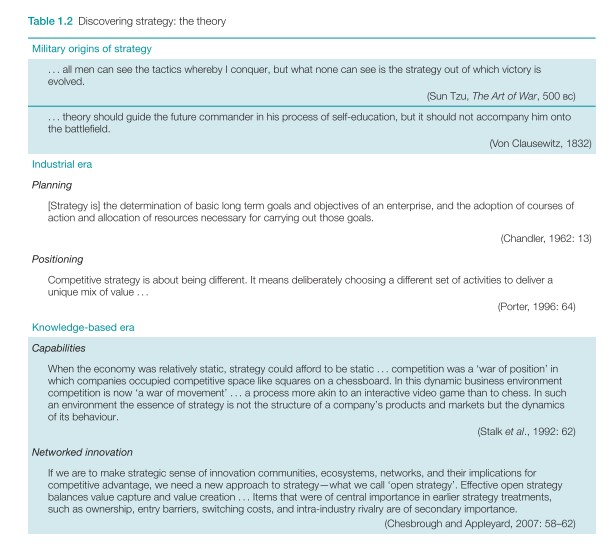 Table 1.2 Discovering strategy: the theory
Military origins of strategy
... all men can see the tactics whereby I conquer, but what none can see is the strategy out of which victory is
evolved.
(Sun Tzu, The Art of War, 500 BC)
... theory should guide the future commander in his process of self-education, but it should not accompany him onto
the battlefield.
(Von Clausewitz, 1832)
Industrial era
Planning
[Strategy is] the determination of basic long term goals and objectives of an enterprise, and the adoption of courses of
action and allocation of resources necessary for carrying out those goals.
(Chandler, 1962: 13)
Positioning
Competitive strategy is about being different. It means deliberately choosing a different set of activities to deliver a
unique mix of value ...
(Porter, 1996: 64)
Knowledge-based era
Capabilities
When the economy was relatively static, strategy could afford to be static ... competition was a ‘war of position’ in
which companies occupied competitive space like squares on a chessboard. In this dynamic business environment
competition is now ‘a war of movement’ ... a process more akin to an interactive video game than to chess. In such
an environment the essence of strategy is not the structure of a company’s products and markets but the dynamics
of its behaviour.
(Stalk et al., 1992: 62)
Networked innovation
If we are to make strategic sense of innovation communities, ecosystems, networks, and their implications for
competitive advantage, we need a new approach to strategy—what we call ‘open strategy’. Effective open strategy
balances value capture and value creation ... Items that were of central importance in earlier strategy treatments,
such as ownership, entry barriers, switching costs, and intra-industry rivalry are of secondary importance.
(Chesbrough and Appleyard, 2007: 58–62)